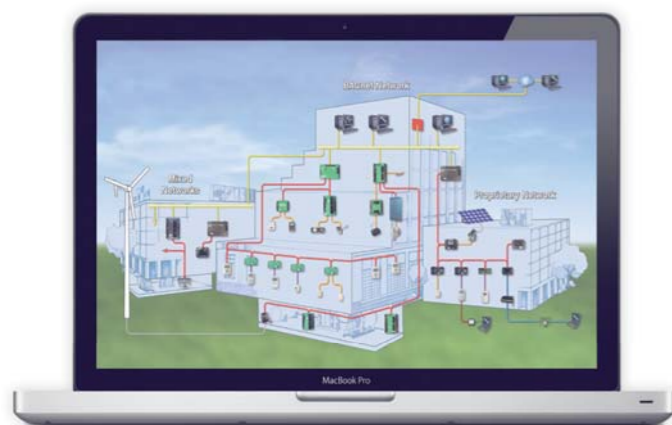 BACnet Network
Mixed
Networks
Proprietary Network
MacBook Pro